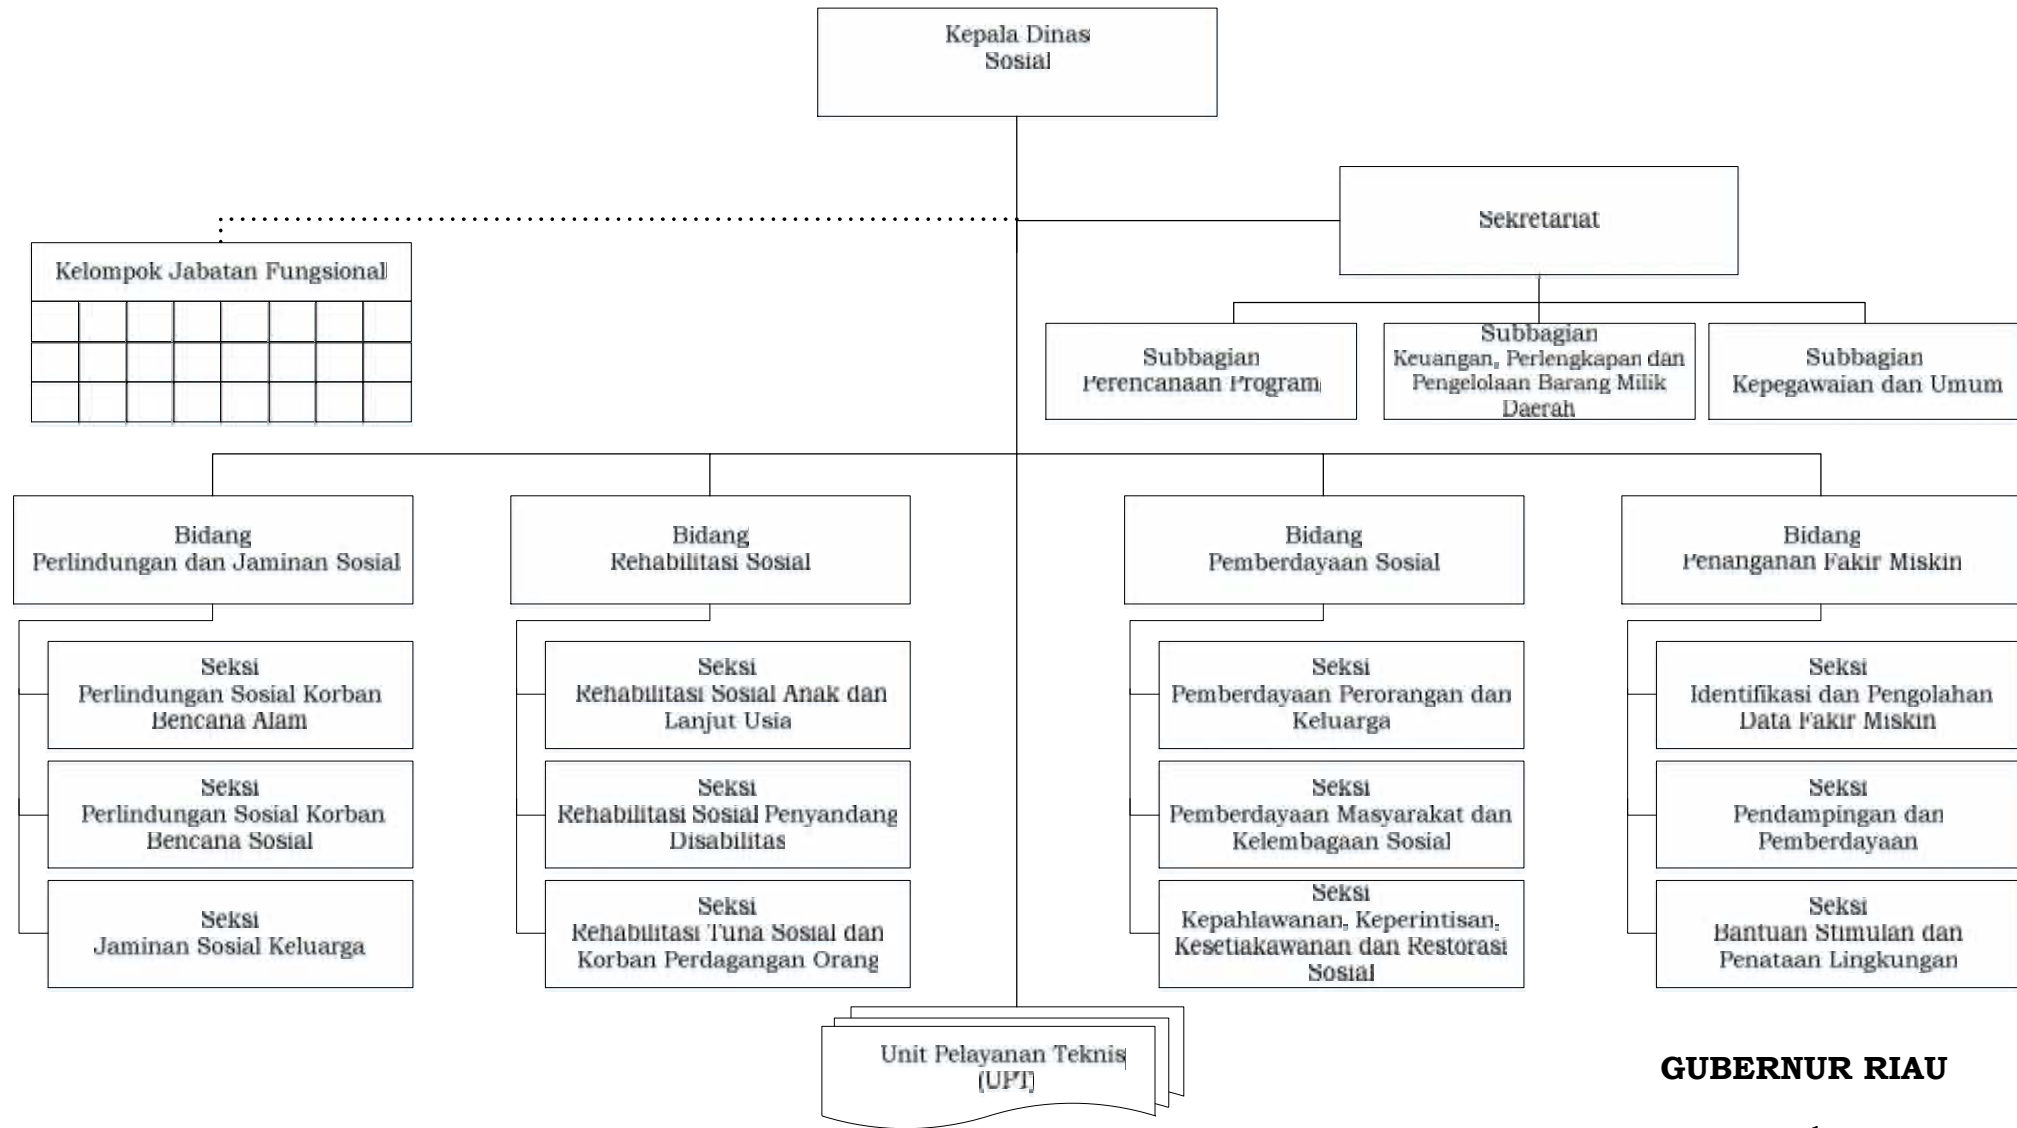 Kepala Dinas
Sosial
Sekretariat
Kelompok Jabatan Fungsional
Subbagian
Perencanaan Program
Subbagian
Keuangan, Perlengkapan dan
Pengelolaan Barang Milik
Daerah
Subbagian
Kepegawaian dan Umum
Bidang
Perlindungan dan Jaminan Sosial
Bidang
Rehabilitasi Sosial
Bidang
Pemberdayaan Sosial
Bidang
Penanganan Fakir Miskin
Seksi
Perlindungan Sosial Korban
Bencana Alam
Seksi
Perlindungan Sosial Korban
Bencana Sosial
Seksi
Jaminan Sosial Keluarga
Seksi
Rehabilitasi Sosial Anak dan
Lanjut Usia
Seksi
Rehabilitasi Sosial Penyandang
Disabilitas
Seksi
Rehabilitasi Tuna Sosial dan
Korban Perdagangan Orang
Seksi
Pemberdayaan Perorangan dan
Keluarga
Seksi
Pemberdayaan Masyarakat dan
Kelembagaan Sosial
Seksi
Kepahlawanan, Keperintisan,
Kesetiakawanan dan Restorasi
Sosial
Seksi
Identifikasi dan Pengolahan
Data Fakir Miskin
Seksi
Pendampingan dan
Pemberdayaan
Seksi
Bantuan Stimulan dan
Penataan Lingkungan
Unit Pelayanan Teknis
(UPT)
GUBERNUR RIAU